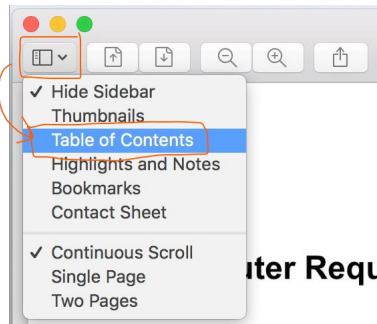 Hide Sidebar
Thumbnails
Table of Contents
Highlights and Notes
Bookmarks
Contact Sheet
Continuous Scroll
Single Page
Two Pages
uter Requ